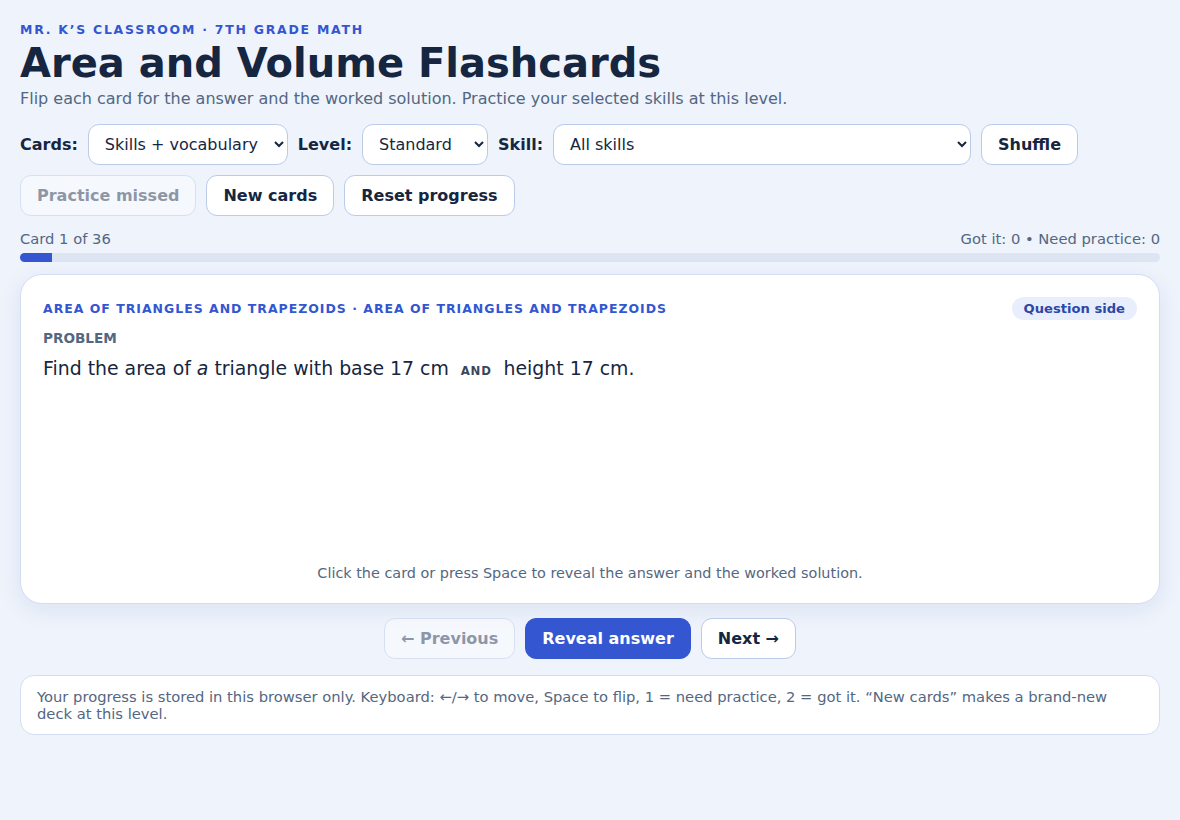 MR. K’S CLASSROOM · 7TH GRADE MATH
Area and Volume Flashcards
Flip each card for the answer and the worked solution. Practice your selected skills at this level.
Cards: Skills + vocabulary Level: Standard Skill: All skills Shuffle
Practice missed New cards Reset progress
Card 1 of 36 Got it: 0 • Need practice: 0
AREA OF TRIANGLES AND TRAPEZOIDS · AREA OF TRIANGLES AND TRAPEZOIDS Question side
PROBLEM
Find the area of a triangle with base 17 cm AND height 17 cm.
Click the card or press Space to reveal the answer and the worked solution.
← Previous Reveal answer Next →
Your progress is stored in this browser only. Keyboard: ←/→ to move, Space to flip, 1 = need practice, 2 = got it. “New cards” makes a brand-new
deck at this level.